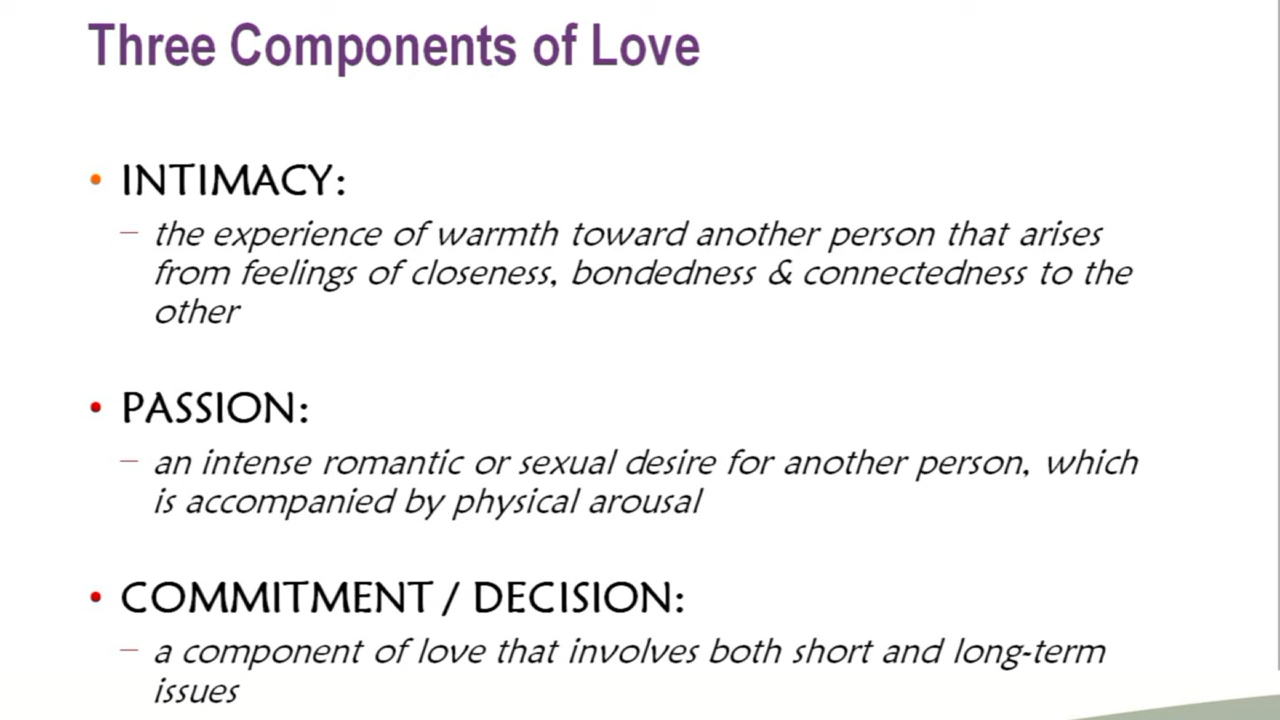 Three Components of Love
• INTIMACY:
– the experience of warmth toward another person that arises
from feelings of closeness, bondedness & connectedness to the
other
• PASSION:
– an intense romantic or sexual desire for another person, which
is accompanied by physical arousal
• COMMITMENT / DECISION:
– a component of love that involves both short and long-term
issues